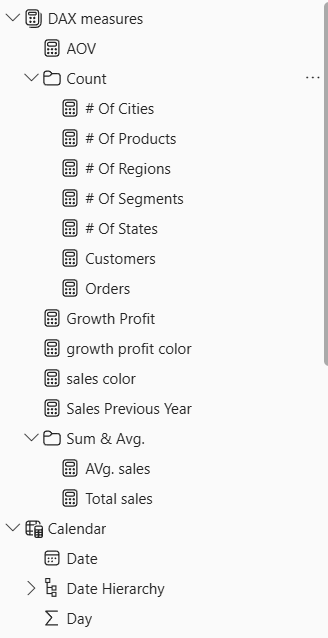 DAX measures
AOV
Count
# Of Cities
# Of Products
# Of Regions
# Of Segments
# Of States
Customers
Orders
Growth Profit
growth profit color
sales color
Sales Previous Year
Sum & Avg.
AVg. sales
Total sales
Calendar
Date
Date Hierarchy
Day